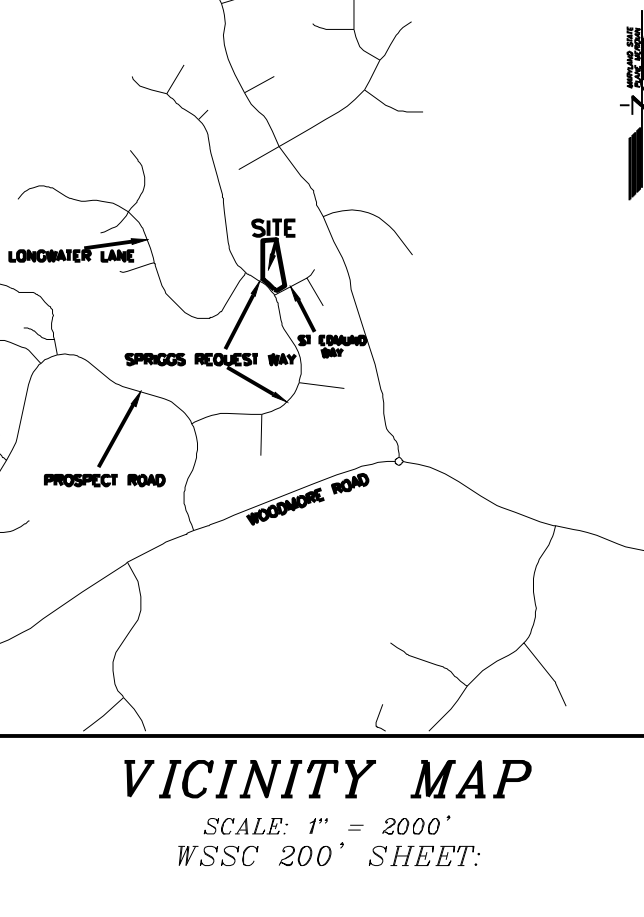 MARYLAND STATE
PLANE MERIDIAN
SITE
LONGWATER LANE
ST EDMUND
WAY
SPRIGGS REQUEST WAY
PROSPECT ROAD
WOODMORE ROAD
VICINITY MAP
SCALE: 1" = 2000'
WSSC 200' SHEET: